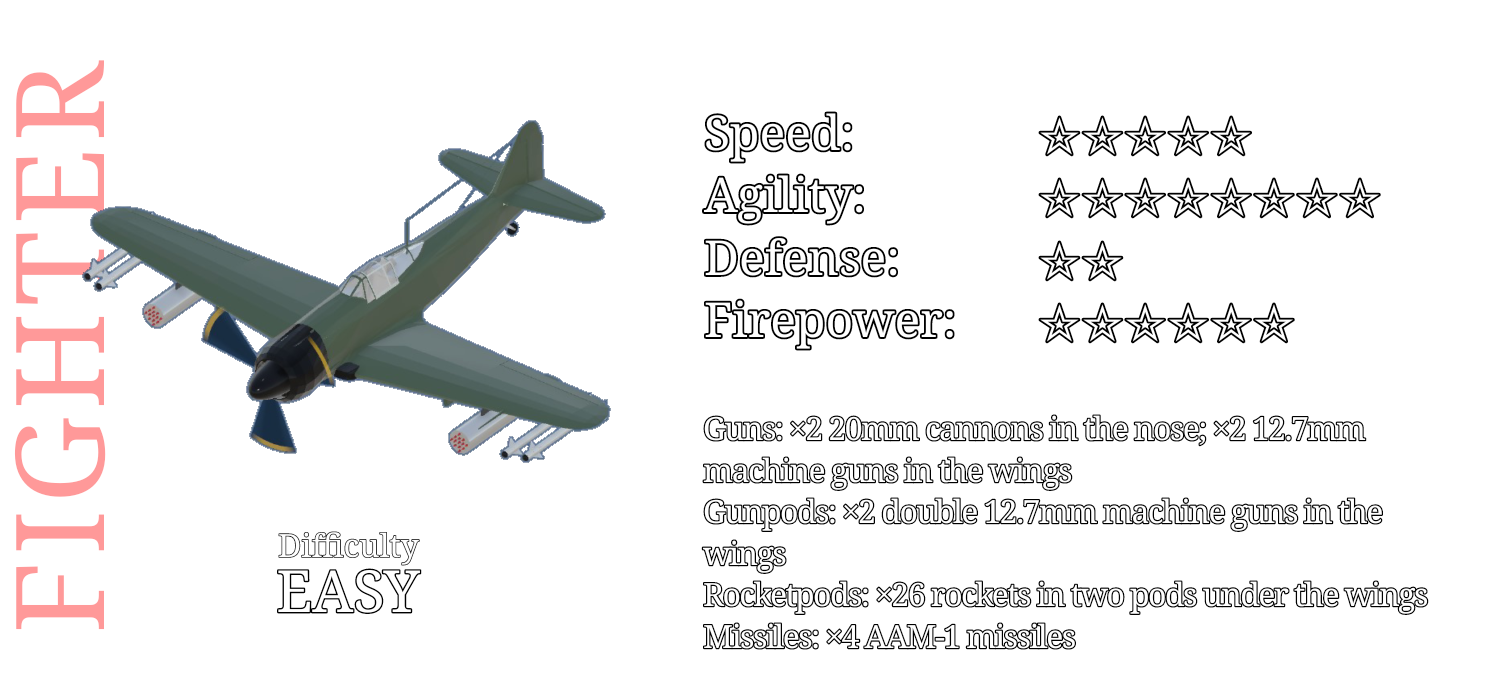 FIGHTER
Speed: ☆☆☆☆☆
Agility: ☆☆☆☆☆☆☆☆
Defense: ☆☆
Firepower: ☆☆☆☆☆☆
Guns: ×2 20mm cannons in the nose; ×2 12.7mm
machine guns in the wings
Gunpods: ×2 double 12.7mm machine guns in the
wings
Rocketpods: ×26 rockets in two pods under the wings
Missiles: ×4 AAM-1 missiles
Difficulty
EASY